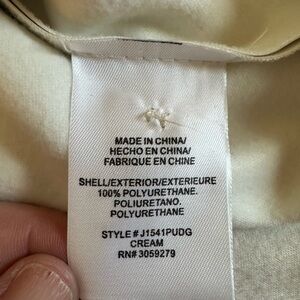 MADE IN CHINA/
HECHO EN CHINA/
FABRIQUE EN CHINE
SHELL/EXTERIOR/EXTERIEURE
100% POLYURETHANE.
POLIURETANO.
POLYURETHANE
STYLE # J1541PUDG
CREAM
RN# 3059279